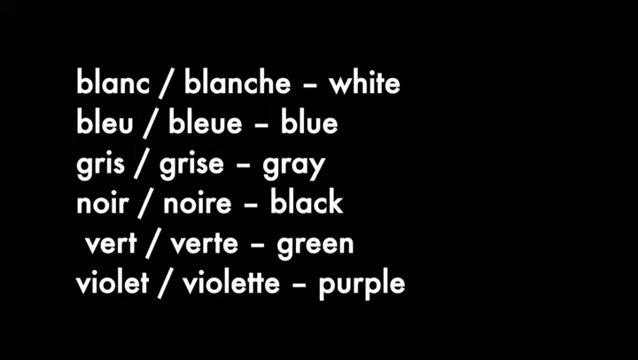 blanc / blanche – white
bleu / bleue – blue
gris / grise – gray
noir / noire – black
vert / verte – green
violet / violette – purple